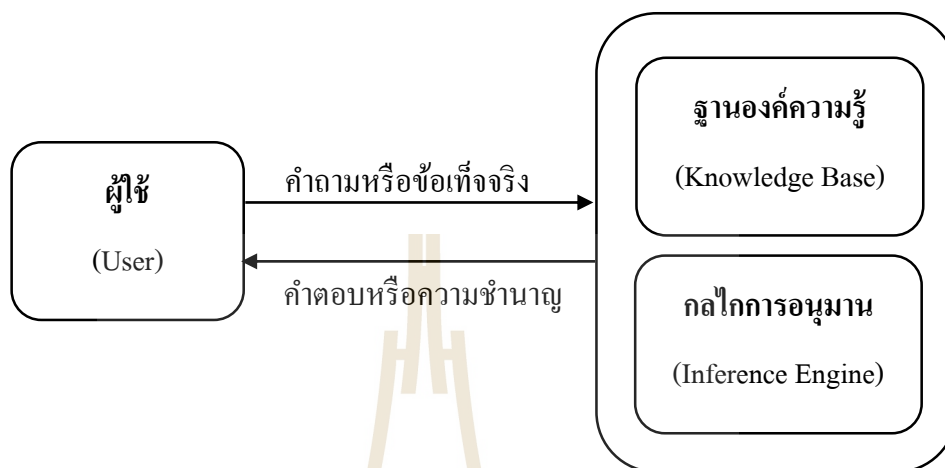 ผู้ใช้
(User)
คำถามหรือข้อเท็จจริง
คำตอบหรือความชำนาญ
ฐานองค์ความรู้
(Knowledge Base)
กลไกการอนุมาน
(Inference Engine)